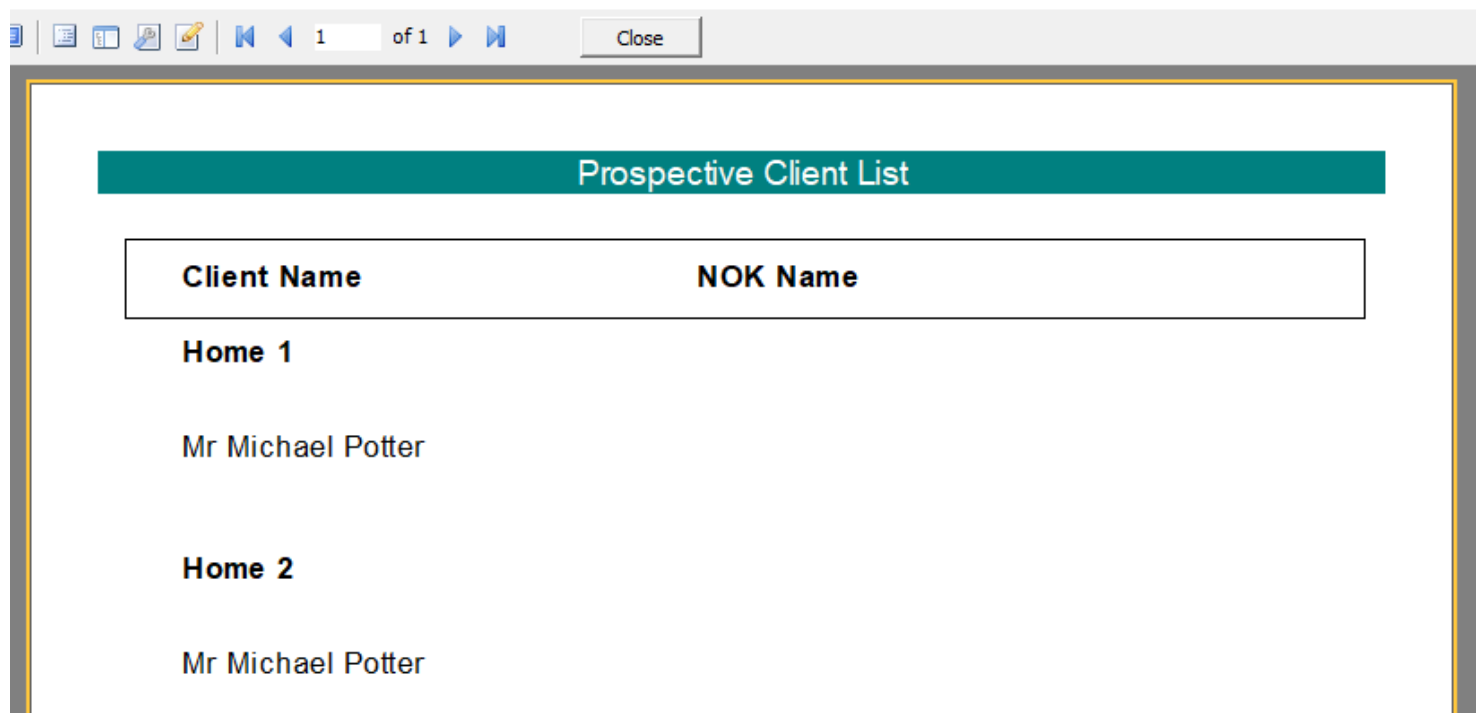 1 of 1 Close
Prospective Client List
Client Name NOK Name
Home 1
Mr Michael Potter
Home 2
Mr Michael Potter